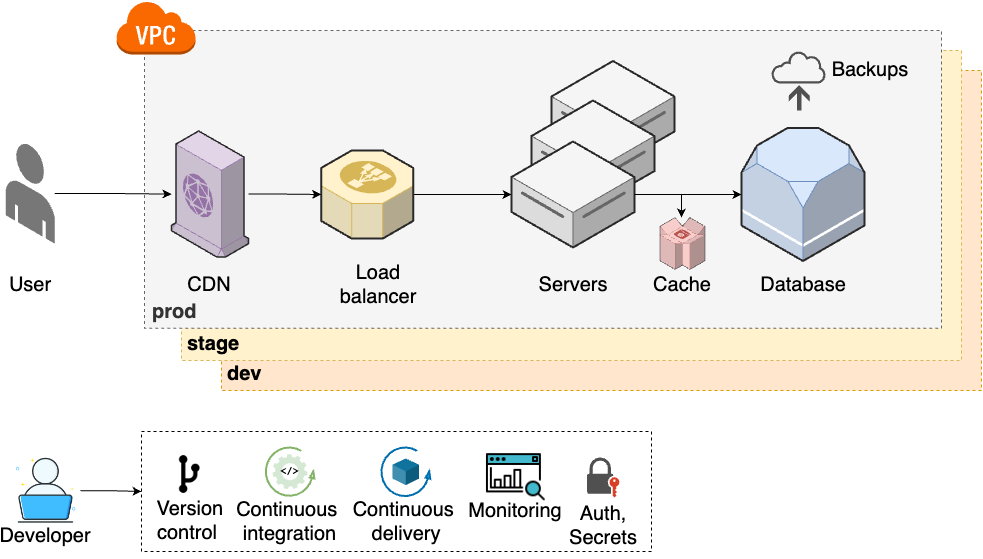 VPC
Backups
User
CDN
Load
balancer
Servers
Cache
Database
prod
stage
dev
Developer
Version
control
Continuous
integration
</>
Continuous
delivery
Monitoring
Auth,
Secrets